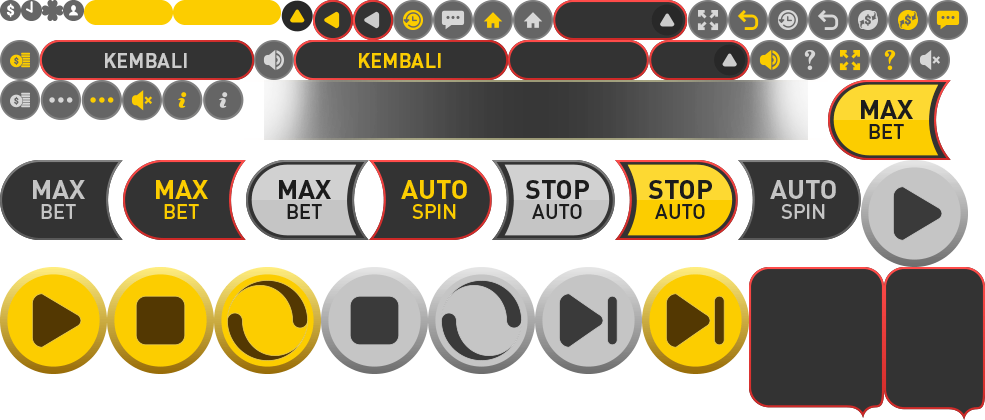 KEMBALI
KEMBALI
MAX
BET
MAX
BET
MAX
BET
MAX
BET
AUTO
SPIN
STOP
AUTO
STOP
AUTO
AUTO
SPIN